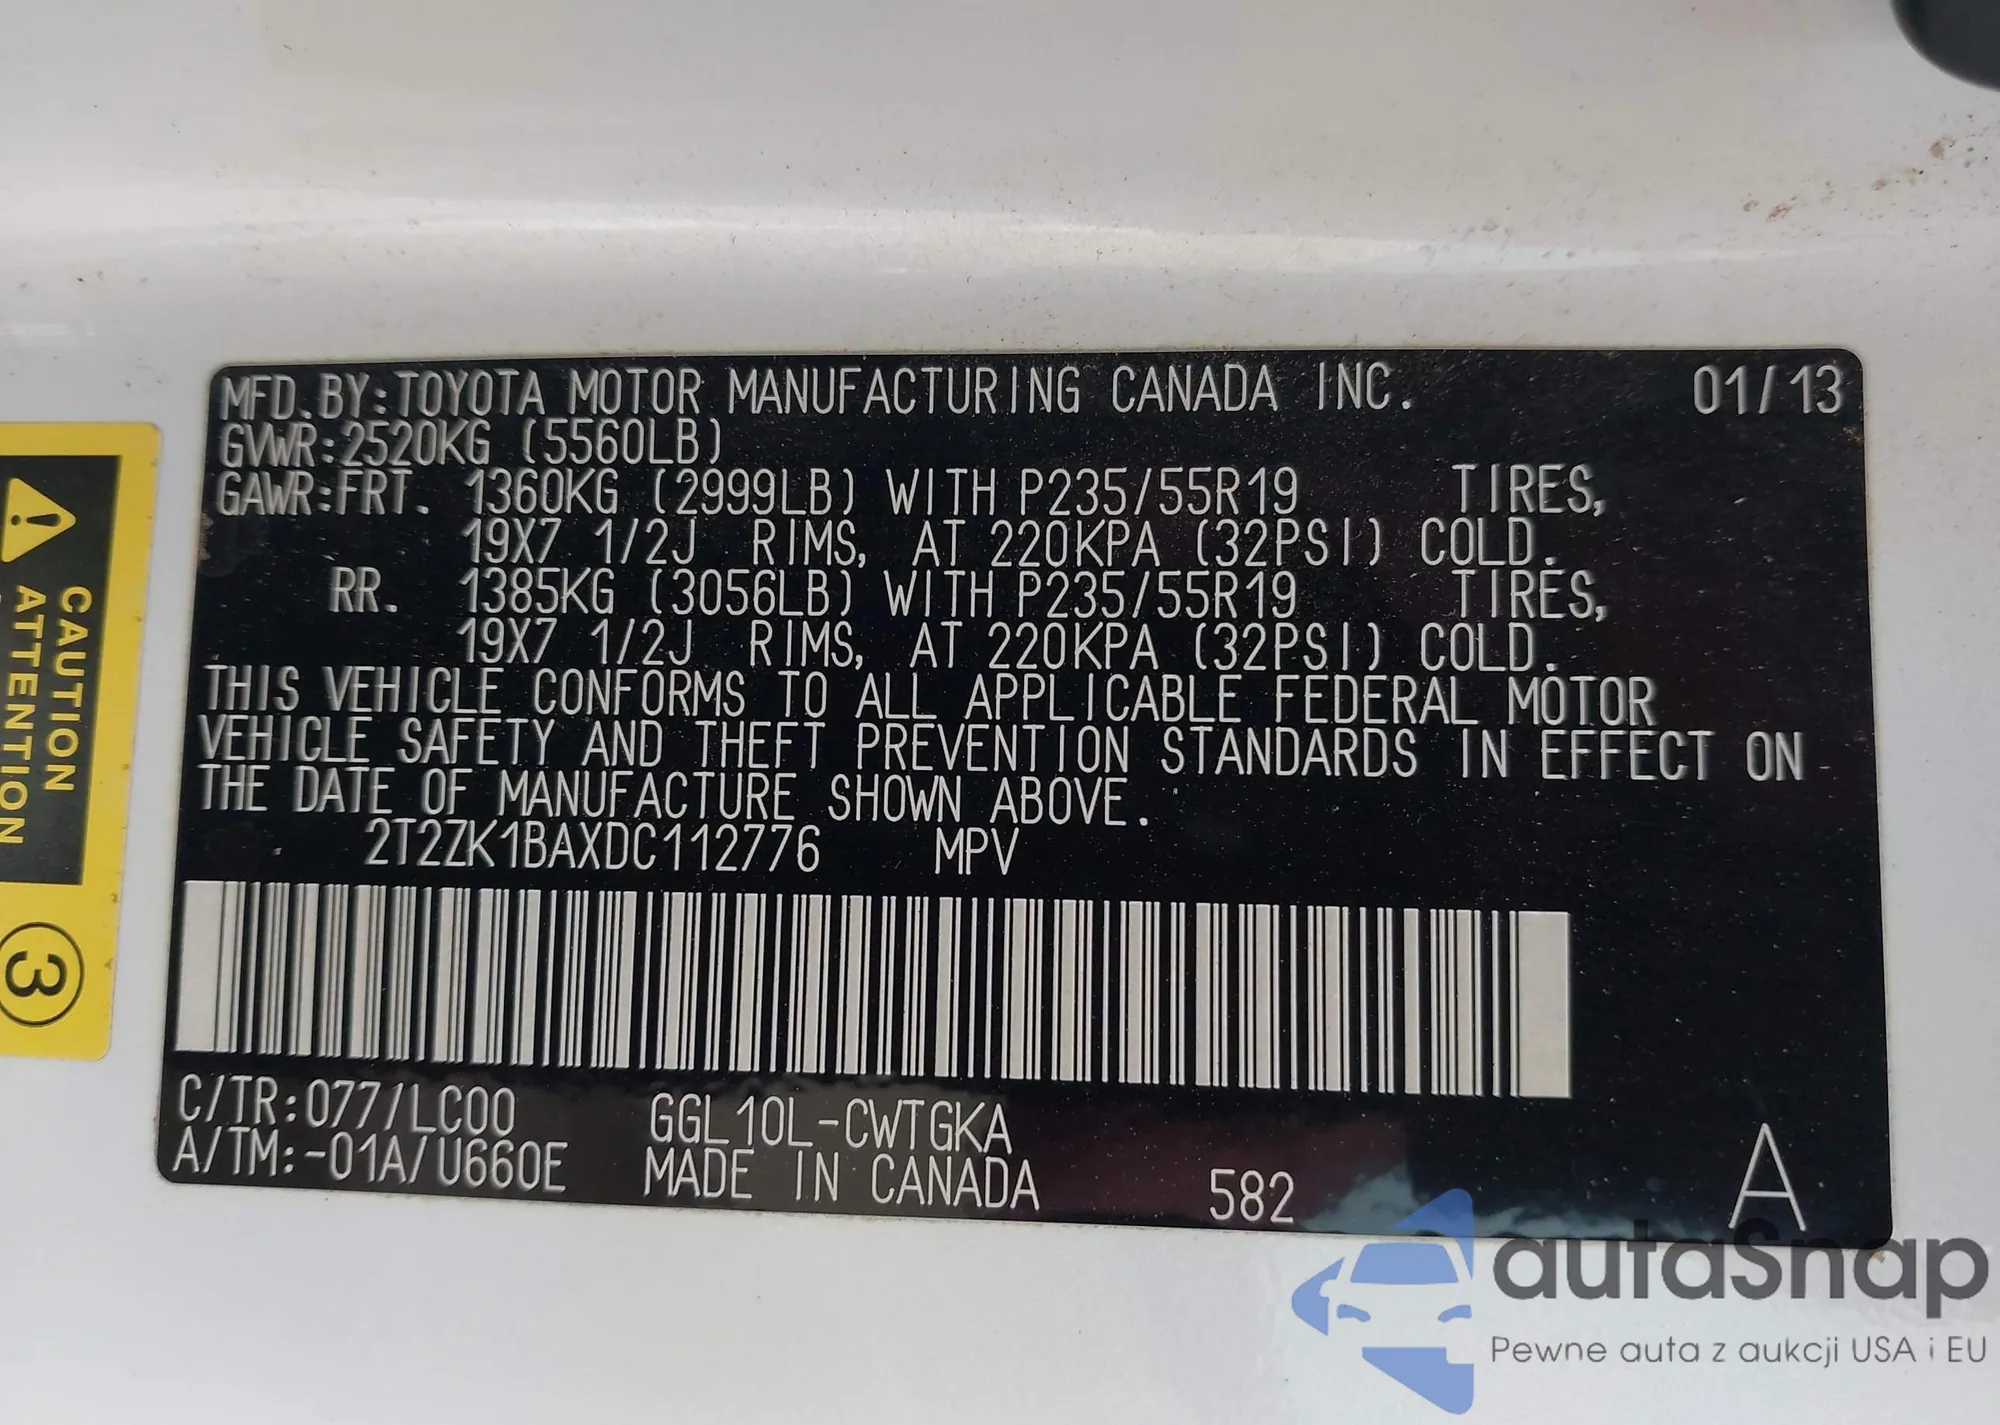 MFD.BY:TOYOTA MOTOR MANUFACTURING CANADA INC. 01/13
GVWR:2520KG (5560LB)
GAWR:FRT. 1360KG (2999LB) WITH P235/55R19 TIRES,
19X7 1/2J RIMS, AT 220KPA (32PSI) COLD.
RR. 1385KG (3056LB) WITH P235/55R19 TIRES,
19X7 1/2J RIMS, AT 220KPA (32PSI) COLD.
THIS VEHICLE CONFORMS TO ALL APPLICABLE FEDERAL MOTOR
VEHICLE SAFETY AND THEFT PREVENTION STANDARDS IN EFFECT ON
THE DATE OF MANUFACTURE SHOWN ABOVE.
2T2ZK1BAXDC112776 MPV
C/TR:077/LC00 GGL10L-CWTGKA
A/TM:-01A/U660E MADE IN CANADA 582 A
CAUTION
ATTENTION
3
autaSnap
Pewne auta z aukcji USA i EU